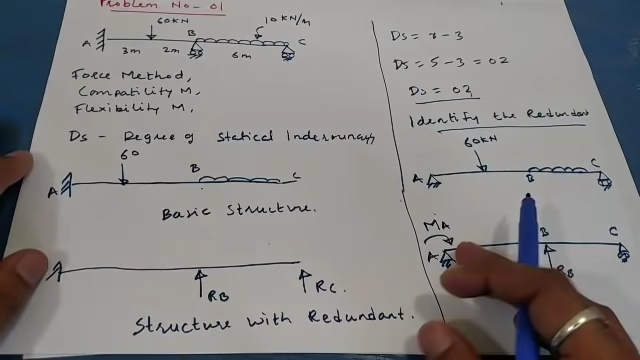 Problem No-01
60KN
10 KN/M
A
B
C
3m 2m 6m
Force Method,
Compatility M,
Flexibility M,
Ds - Degree of Statical Inderminacy
60
A
B
C
Basic Structure.
RB
RC.
Structure with Redundant.
Ds = r - 3
Ds = 5 - 3 = 02
Ds = 02,
Identify the Redundant
60KN
A
B
C
MA
A
B
C
RB